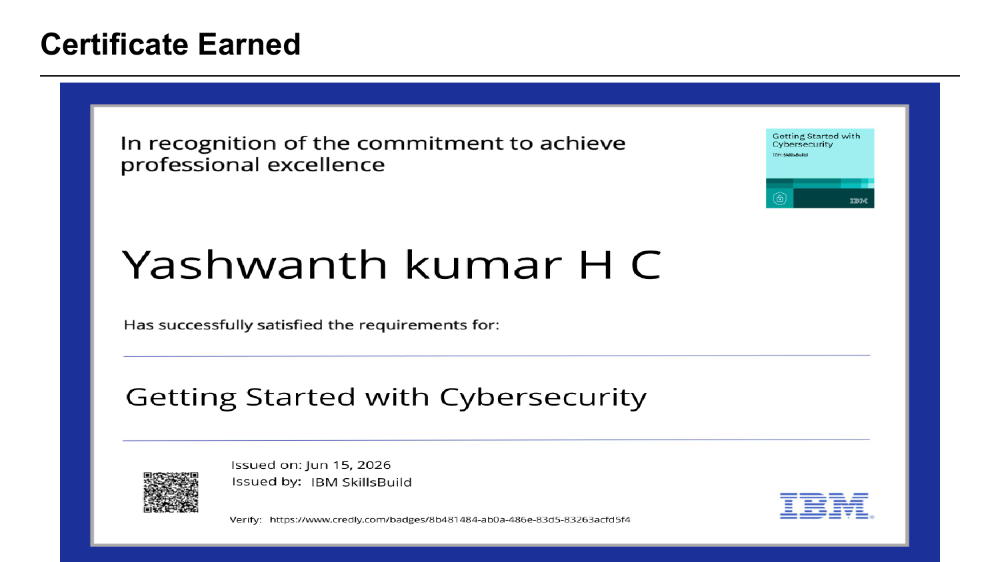 Certificate Earned
In recognition of the commitment to achieve
professional excellence
Getting Started with
Cybersecurity
IBM SkillsBuild
IBM
Yashwanth kumar H C
Has successfully satisfied the requirements for:
Getting Started with Cybersecurity
Issued on: Jun 15, 2026
Issued by: IBM SkillsBuild
Verify: https://www.credly.com/badges/8b481484-ab0a-486e-83d5-83263acfd5f4
IBM